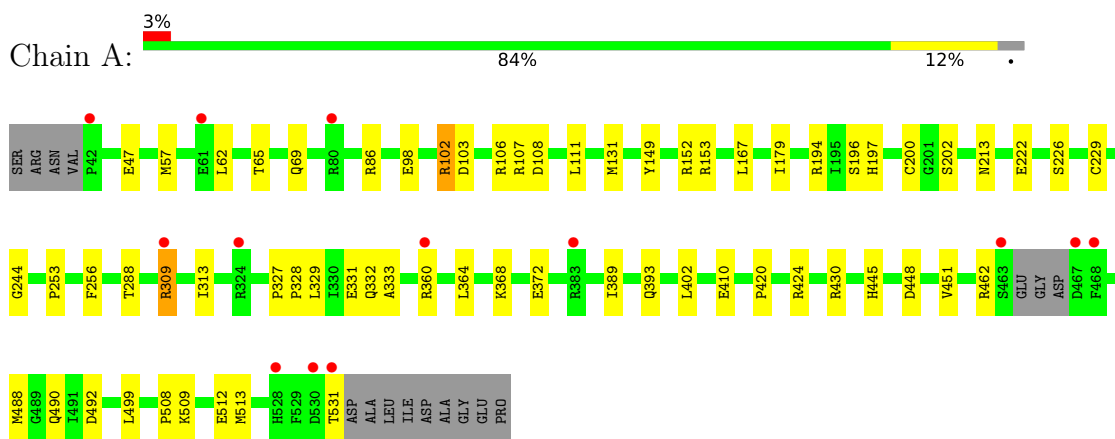 3%
Chain A:
84% 12% •
SER ARG ASN VAL P42 E47 M57 E61 L62 T65 Q69 R80 R86 E98 R102 D103 R106 R107 D108 L111 M131 Y149 R152 R153 L167 I179 R194 I195 S196 H197 C200 G201 S202 N213 E222 S226 C229
G244 P253 F256 T288 R309 I313 R324 P327 P328 L329 I330 E331 Q332 A333 R360 L364 K368 E372 R383 I389 Q393 L402 E410 P420 R424 R430 H445 D448 V451 R462 S463 GLU GLY ASP D467 F468
M488 G489 Q490 I491 D492 L499 P508 K509 E512 M513 H528 F529 D530 T531 ASP ALA LEU ILE ASP ALA GLY GLU PRO